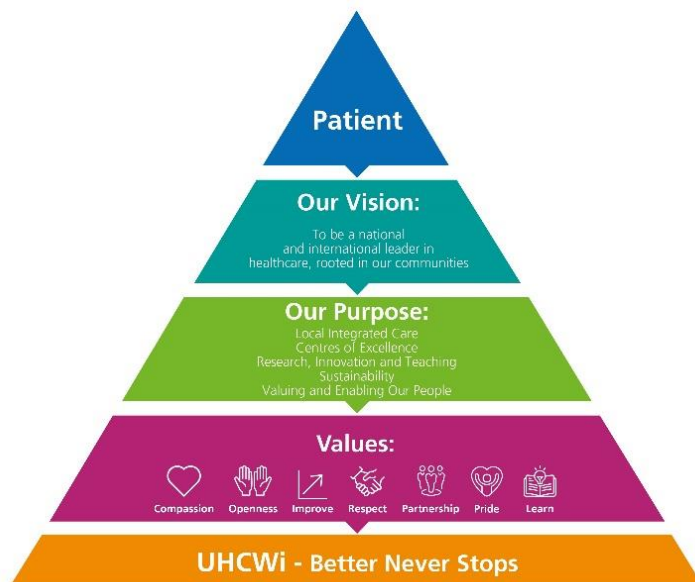 Patient
Our Vision:
To be a national
and international leader in
healthcare, rooted in our communities
Our Purpose:
Local Integrated Care
Centres of Excellence
Research, Innovation and Teaching
Sustainability
Valuing and Enabling Our People
Values:
Compassion Openness Improve Respect Partnership Pride Learn
UHCWi - Better Never Stops